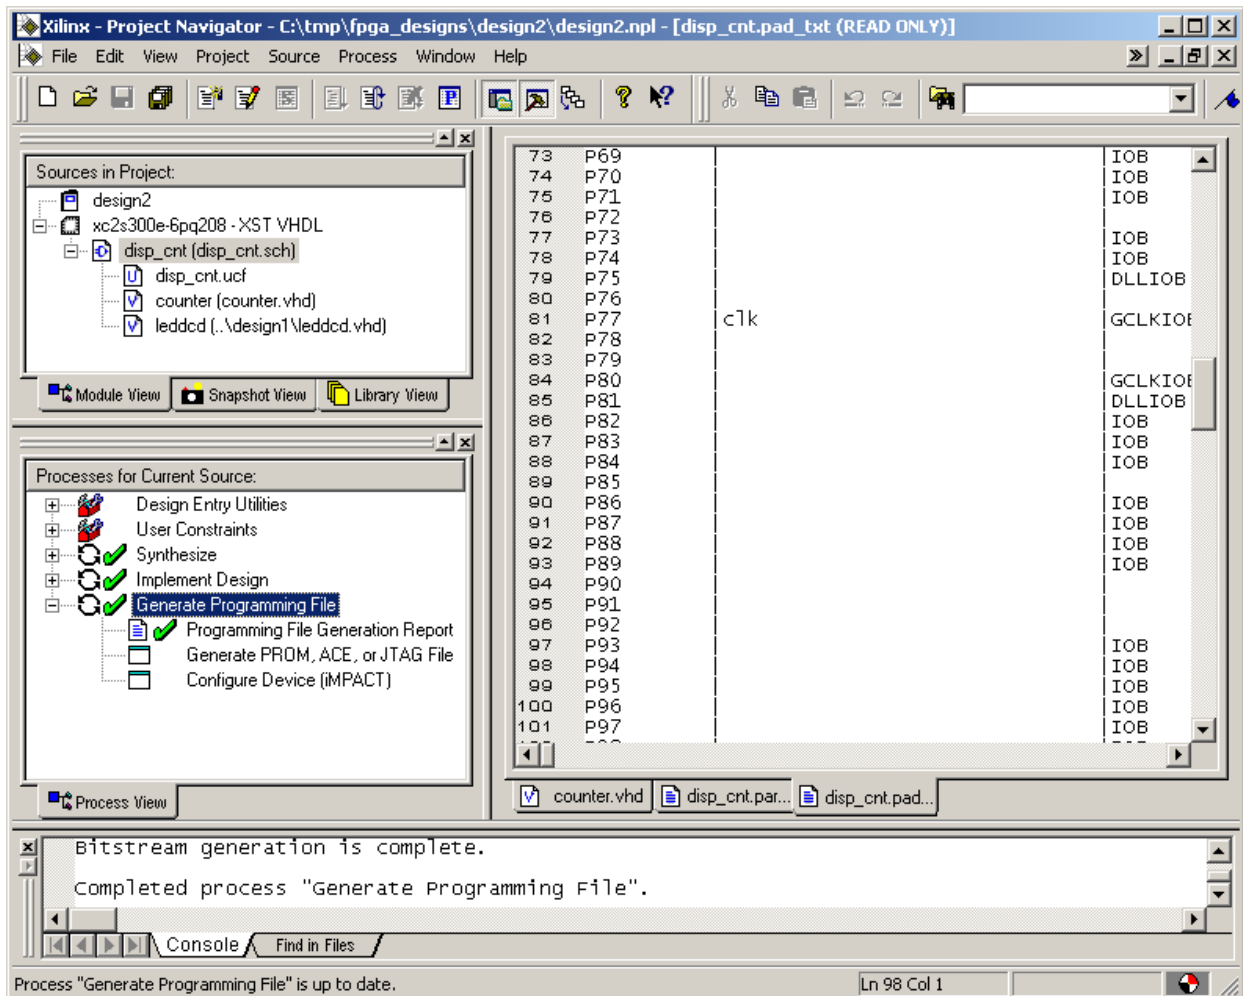 Xilinx - Project Navigator - C:\tmp\fpga_designs\design2\design2.npl - [disp_cnt.pad_txt (READ ONLY)]
File Edit View Project Source Process Window Help
Sources in Project:
design2
xc2s300e-6pq208 - XST VHDL
disp_cnt (disp_cnt.sch)
disp_cnt.ucf
counter (counter.vhd)
leddcd (..\design1\leddcd.vhd)
Module View Snapshot View Library View
Processes for Current Source:
Design Entry Utilities
User Constraints
Synthesize
Implement Design
Generate Programming File
Programming File Generation Report
Generate PROM, ACE, or JTAG File
Configure Device (iMPACT)
Process View
73 P69 | |IOB
74 P70 | |IOB
75 P71 | |IOB
76 P72 | |
77 P73 | |IOB
78 P74 | |IOB
79 P75 | |DLLIOB
80 P76 | |
81 P77 |clk |GCLKIOB
82 P78 | |
83 P79 | |
84 P80 | |GCLKIOB
85 P81 | |DLLIOB
86 P82 | |IOB
87 P83 | |IOB
88 P84 | |IOB
89 P85 | |
90 P86 | |IOB
91 P87 | |IOB
92 P88 | |IOB
93 P89 | |IOB
94 P90 | |
95 P91 | |
96 P92 | |
97 P93 | |IOB
98 P94 | |IOB
99 P95 | |IOB
100 P96 | |IOB
101 P97 | |IOB
counter.vhd disp_cnt.par... disp_cnt.pad...
Bitstream generation is complete.
Completed process "Generate Programming File".
Console Find in Files
Process "Generate Programming File" is up to date. Ln 98 Col 1